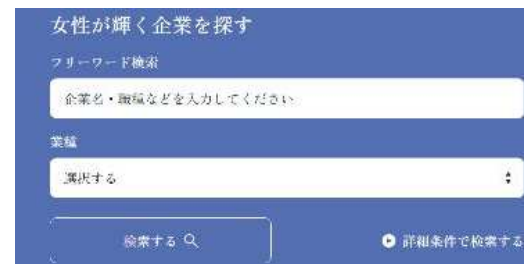 女性が輝く企業を探す
フリーワード検索
企業名・職種などを入力してください
業種
選択する
検索する
詳細条件で検索する